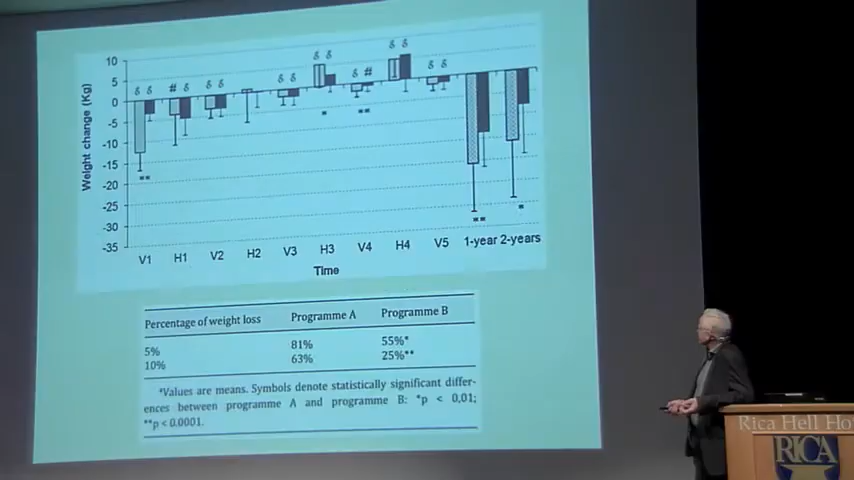 10
5
0
-5
-10
-15
-20
-25
-30
-35
Weight change (Kg)
& & # & & & & & & & & # & & & &
** * ** ** *
V1 H1 V2 H2 V3 H3 V4 H4 V5 1-year 2-years
Time
Percentage of weight loss Programme A Programme B
5% 81% 55%*
10% 63% 25%**
*Values are means. Symbols denote statistically significant differ-
ences between programme A and programme B: *p < 0,01;
**p < 0.0001.
Rica Hell Ho
RICA